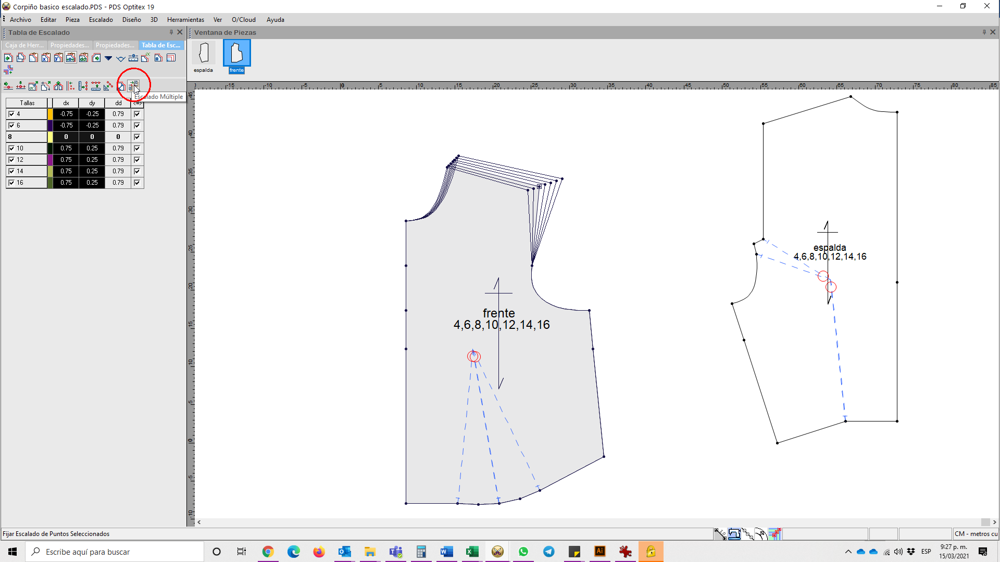 Corpiño basico escalado.PDS - PDS Optitex 19
Archivo Editar Pieza Escalado Diseño 3D Herramientas Ver O/Cloud Ayuda
Tabla de Escalado
Caja de Herr... Propiedades... Propiedades... Tabla de Esc...
Escalado Múltiple
Tallas dx dy dd <=>
4 -0.75 -0.25 0.79
6 -0.75 -0.25 0.79
8 0 0 0
10 0.75 0.25 0.79
12 0.75 0.25 0.79
14 0.75 0.25 0.79
16 0.75 0.25 0.79
Ventana de Piezas
espalda frente
-15 -10 -5 0 5 10 15 20 25 30 35 40 45 50 55 60 65 70 75 80 85
45
40
35
30
25
20
15
10
5
0
-5
-10
frente
4,6,8,10,12,14,16
espalda
4,6,8,10,12,14,16
Fijar Escalado de Puntos Seleccionados
CM - metros cu
Escribe aquí para buscar
ESP
9:27 p. m.
15/03/2021